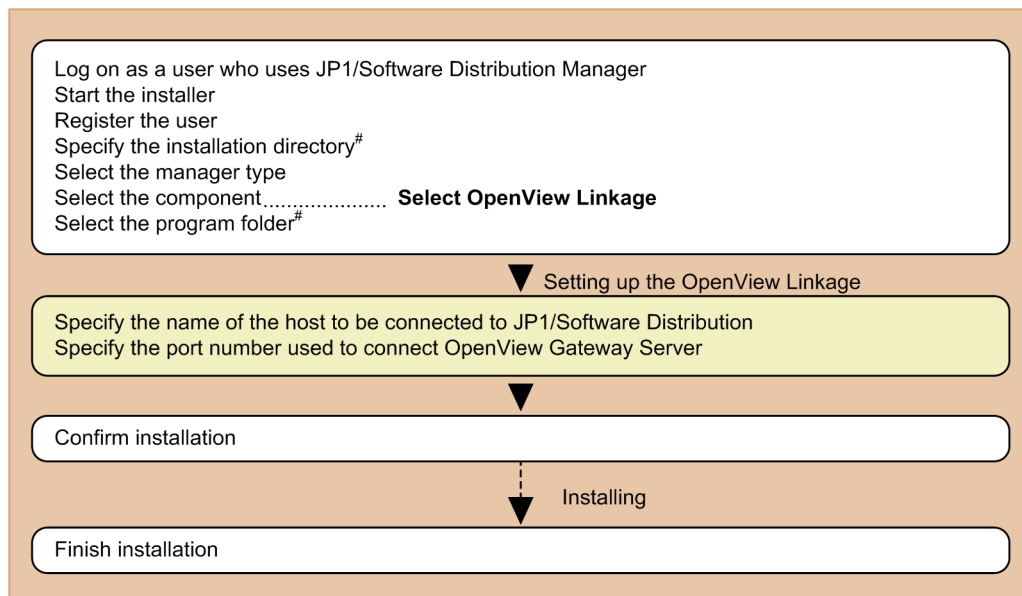 Log on as a user who uses JP1/Software Distribution Manager
Start the installer
Register the user
Specify the installation directory#
Select the manager type
Select the component..................... Select OpenView Linkage
Select the program folder#
Setting up the OpenView Linkage
Specify the name of the host to be connected to JP1/Software Distribution
Specify the port number used to connect OpenView Gateway Server
Confirm installation
Installing
Finish installation